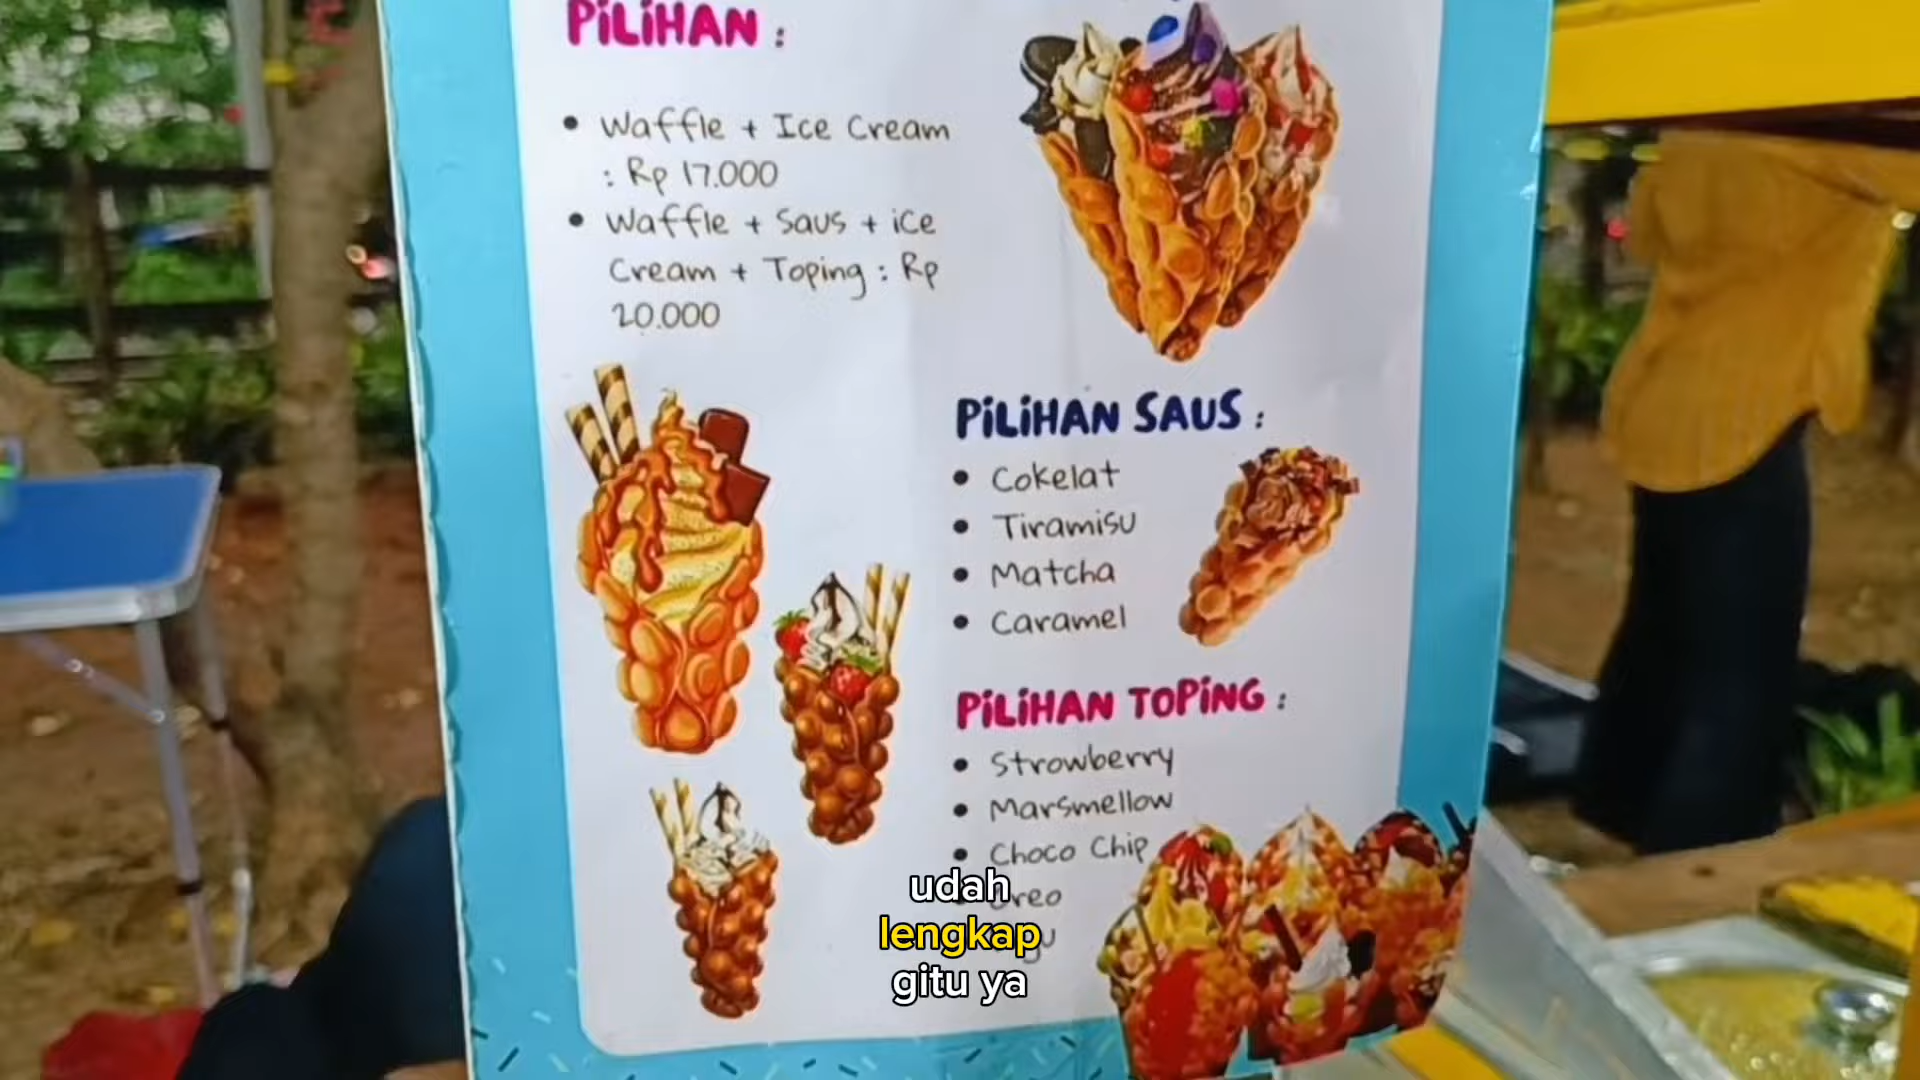 PiLiHAN :
• Waffle + Ice Cream
: Rp 17.000
• Waffle + Saus + ice
Cream + Toping : Rp
20.000
PiLiHAN SAUS :
• Cokelat
• Tiramisu
• Matcha
• Caramel
PiLiHAN TOPiNG :
• Strowberry
• Marsmellow
• Choco Chip
Oreo
udah
lengkap
gitu ya